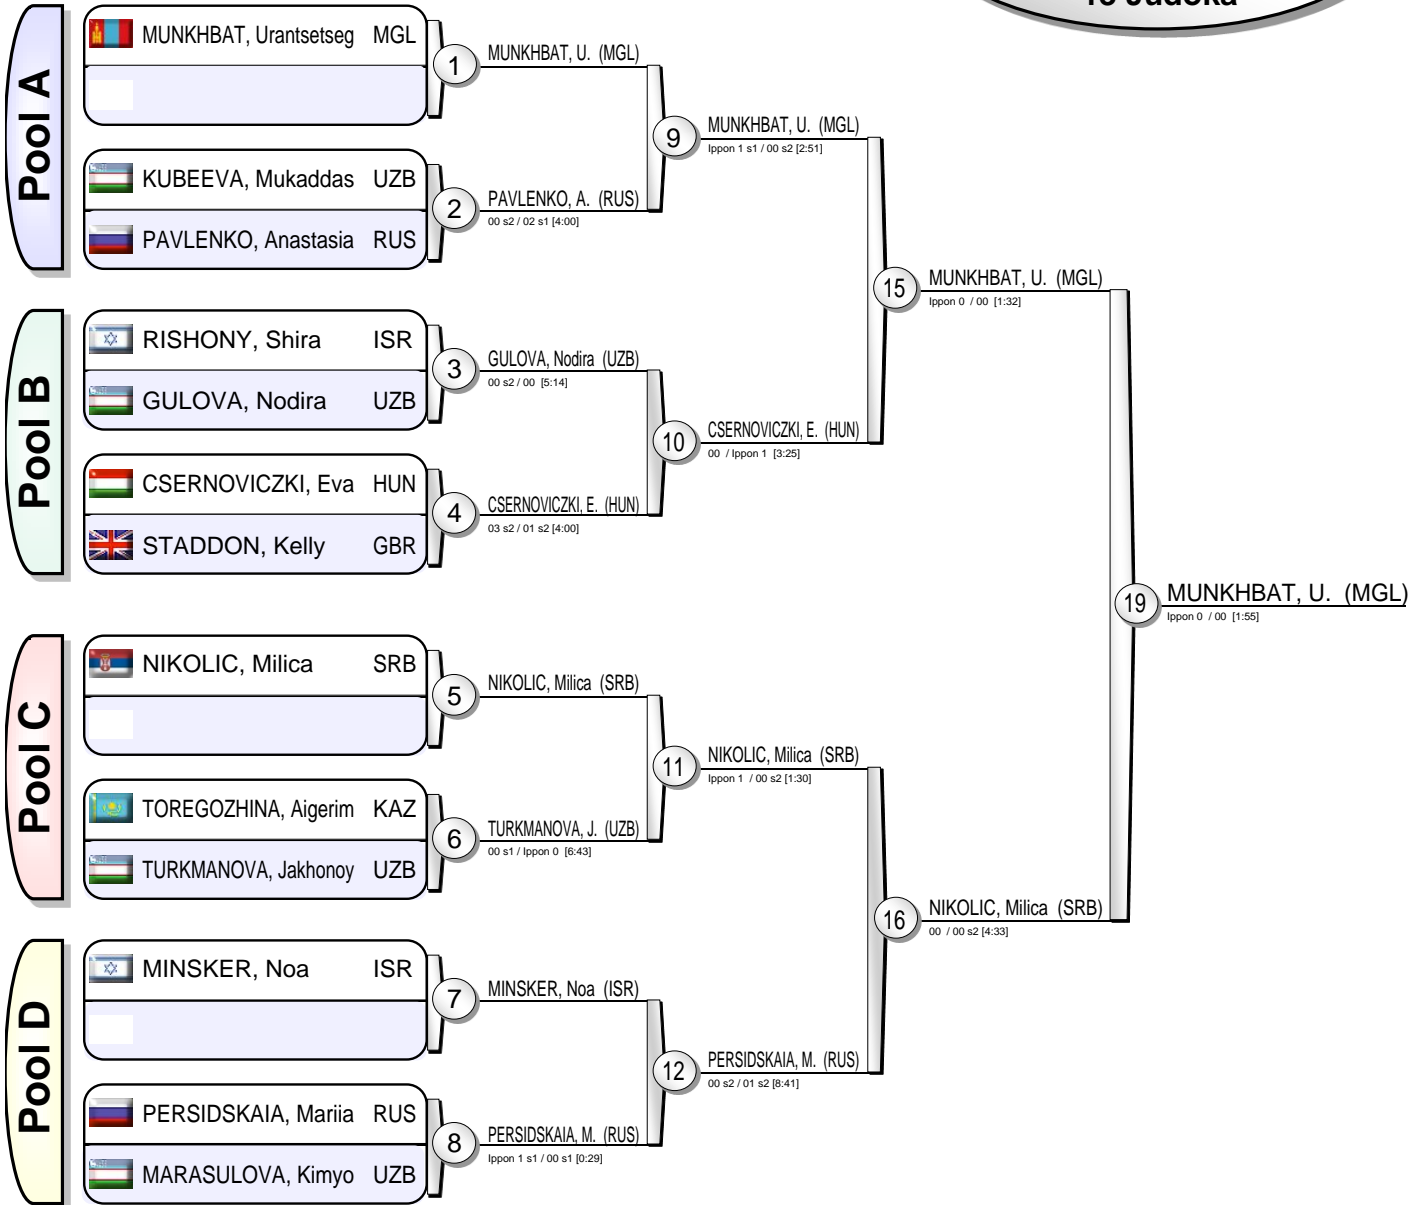 13 Judoka
Pool A
MUNKHBAT, Urantsetseg MGL
KUBEEVA, Mukaddas UZB
PAVLENKO, Anastasia RUS
1
MUNKHBAT, U. (MGL)
2
PAVLENKO, A. (RUS)
00 s2 / 02 s1 [4:00]
9
MUNKHBAT, U. (MGL)
Ippon 1 s1 / 00 s2 [2:51]
Pool B
RISHONY, Shira ISR
GULOVA, Nodira UZB
CSERNOVICZKI, Eva HUN
STADDON, Kelly GBR
3
GULOVA, Nodira (UZB)
00 s2 / 00 [5:14]
4
CSERNOVICZKI, E. (HUN)
03 s2 / 01 s2 [4:00]
10
CSERNOVICZKI, E. (HUN)
00 / Ippon 1 [3:25]
15
MUNKHBAT, U. (MGL)
Ippon 0 / 00 [1:32]
Pool C
NIKOLIC, Milica SRB
TOREGOZHINA, Aigerim KAZ
TURKMANOVA, Jakhonoy UZB
5
NIKOLIC, Milica (SRB)
6
TURKMANOVA, J. (UZB)
00 s1 / Ippon 0 [6:43]
11
NIKOLIC, Milica (SRB)
Ippon 1 / 00 s2 [1:30]
Pool D
MINSKER, Noa ISR
PERSIDSKAIA, Mariia RUS
MARASULOVA, Kimyo UZB
7
MINSKER, Noa (ISR)
8
PERSIDSKAIA, M. (RUS)
Ippon 1 s1 / 00 s1 [0:29]
12
PERSIDSKAIA, M. (RUS)
00 s2 / 01 s2 [8:41]
16
NIKOLIC, Milica (SRB)
00 / 00 s2 [4:33]
19
MUNKHBAT, U. (MGL)
Ippon 0 / 00 [1:55]